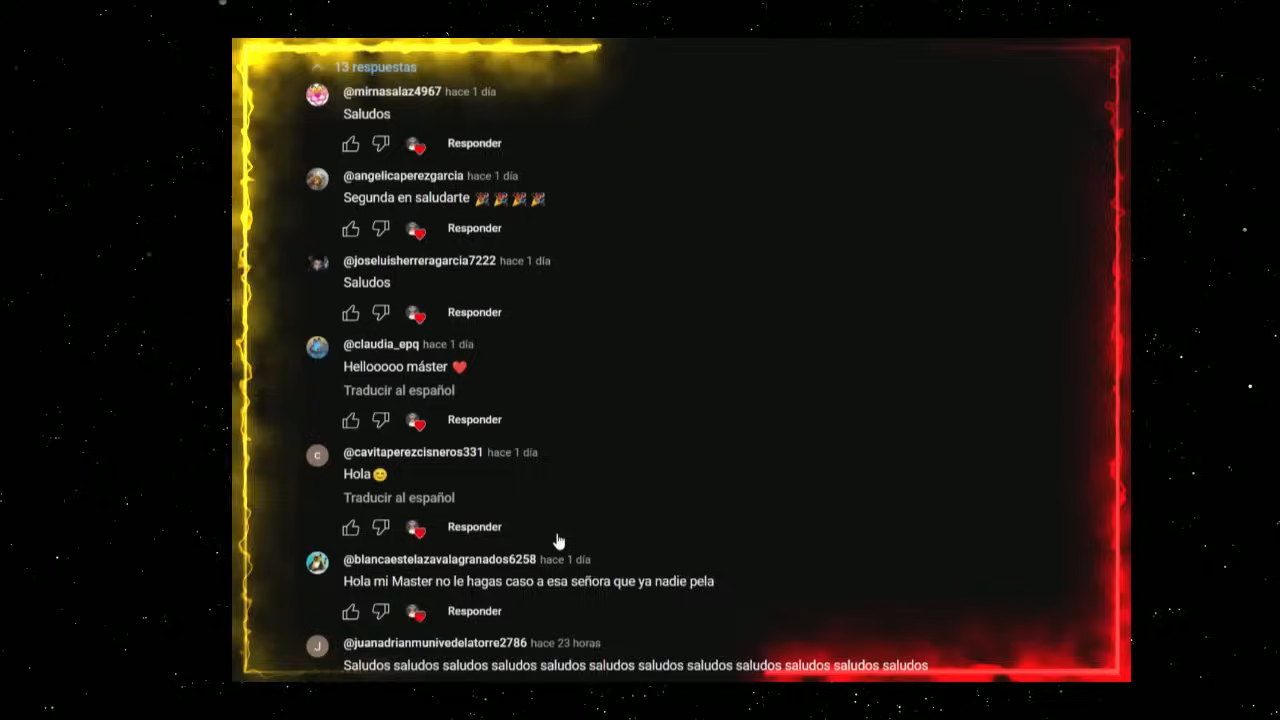 13 respuestas
@mirnasalaz4967 hace 1 día
Saludos
Responder
@angelicaperezgarcia hace 1 día
Segunda en saludarte 🎉 🎉 🎉 🎉
Responder
@joseluisherreragarcia7222 hace 1 día
Saludos
Responder
@claudia_epq hace 1 día
Hellooooo máster ❤️
Traducir al español
Responder
C
@cavitaperezcisneros331 hace 1 día
Hola😊
Traducir al español
Responder
@blancaestelazavalagranados6258 hace 1 día
Hola mi Master no le hagas caso a esa señora que ya nadie pela
Responder
J
@juanadrianmunivedelatorre2786 hace 23 horas
Saludos saludos saludos saludos saludos saludos saludos saludos saludos saludos saludos saludos